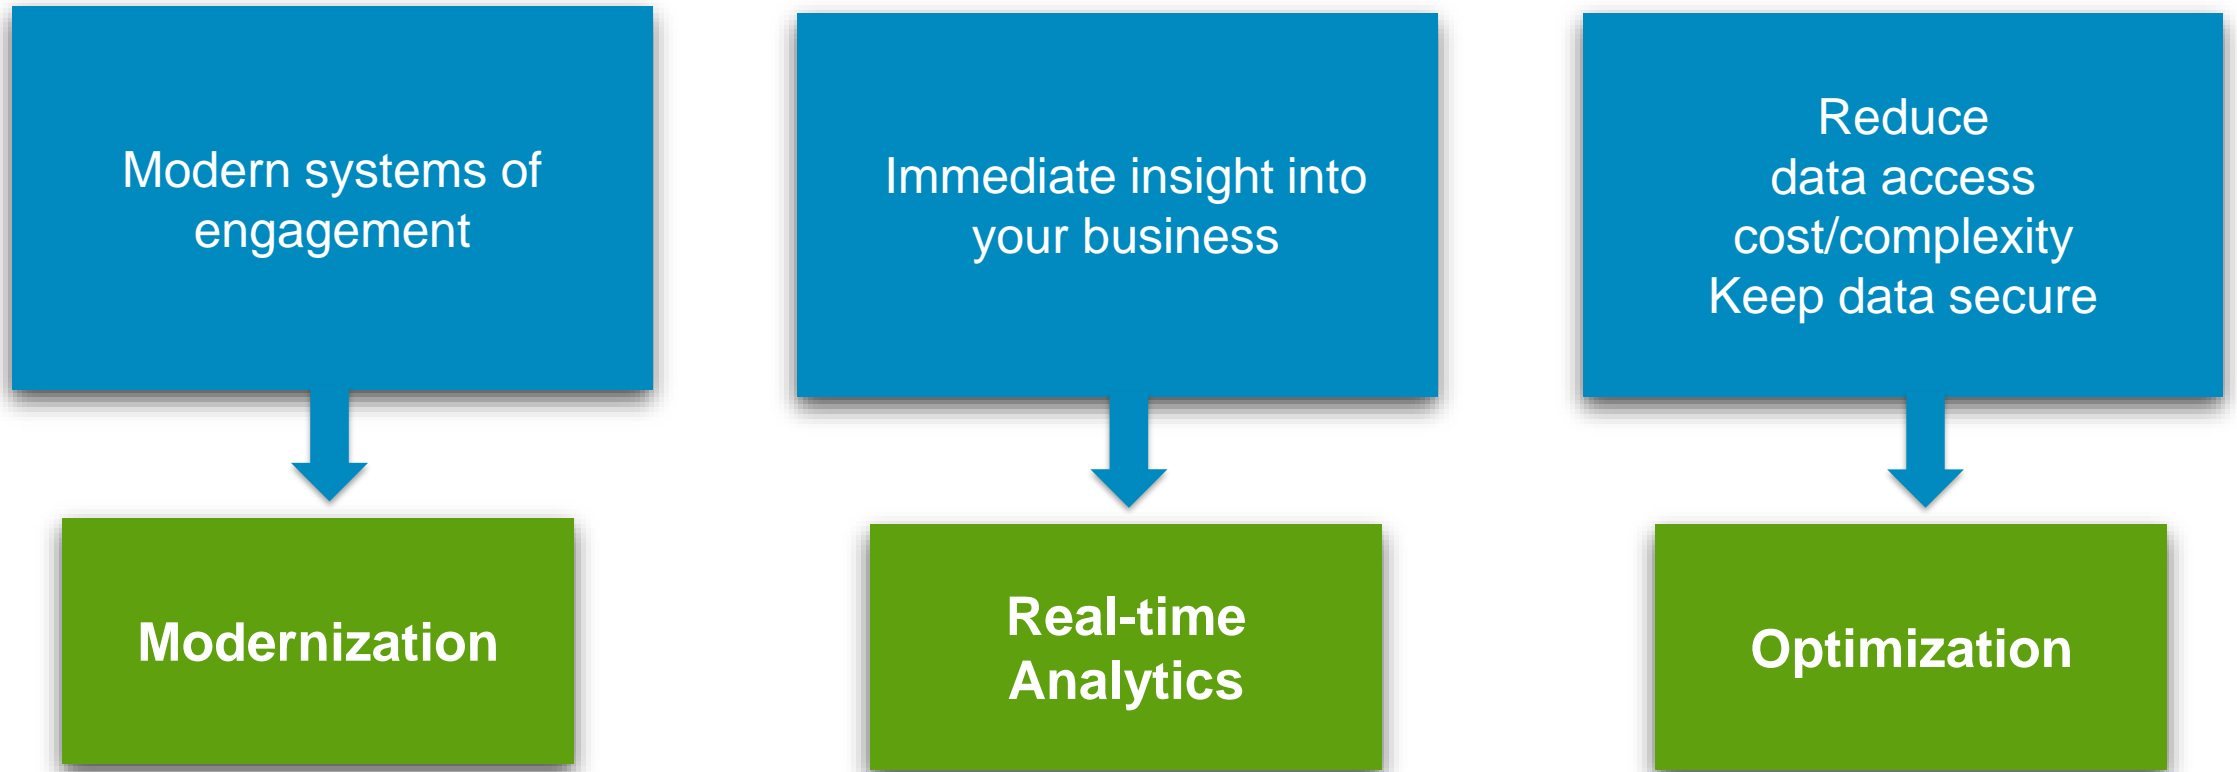 Modern systems of
engagement
Immediate insight into
your business
Reduce
data access
cost/complexity
Keep data secure
Modernization
Real-time
Analytics
Optimization